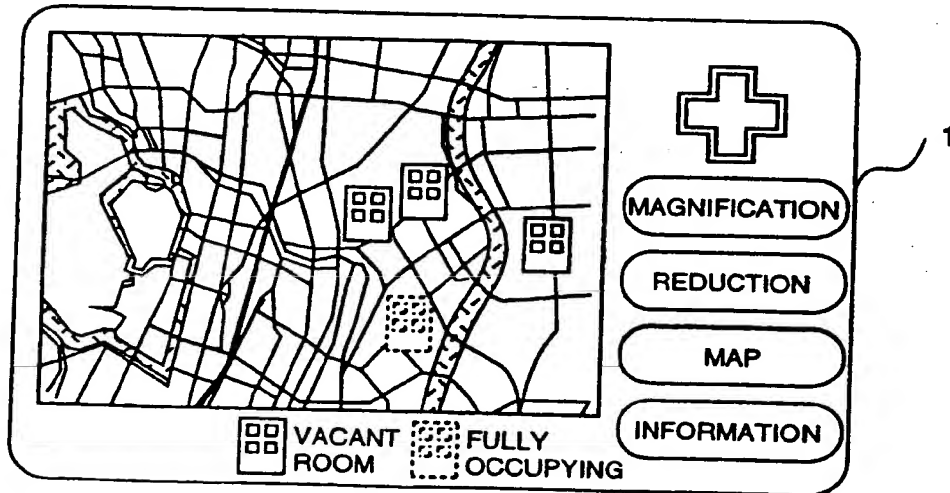 1
MAGNIFICATION
REDUCTION
MAP
INFORMATION
VACANT
ROOM
FULLY
OCCUPYING